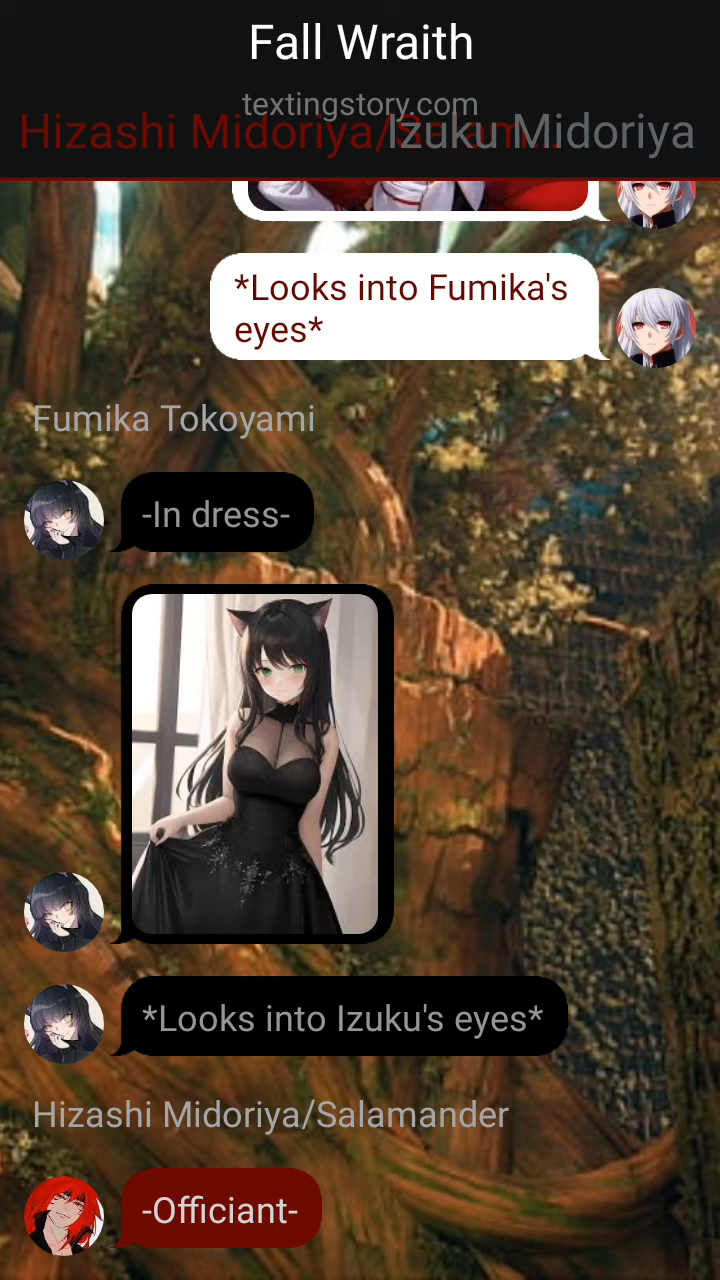 Fall Wraith
textingstory.com
Hizashi Midoriya/Salam...
Izuku Midoriya
*Looks into Fumika's
eyes*
Fumika Tokoyami
-In dress-
*Looks into Izuku's eyes*
Hizashi Midoriya/Salamander
-Officiant-